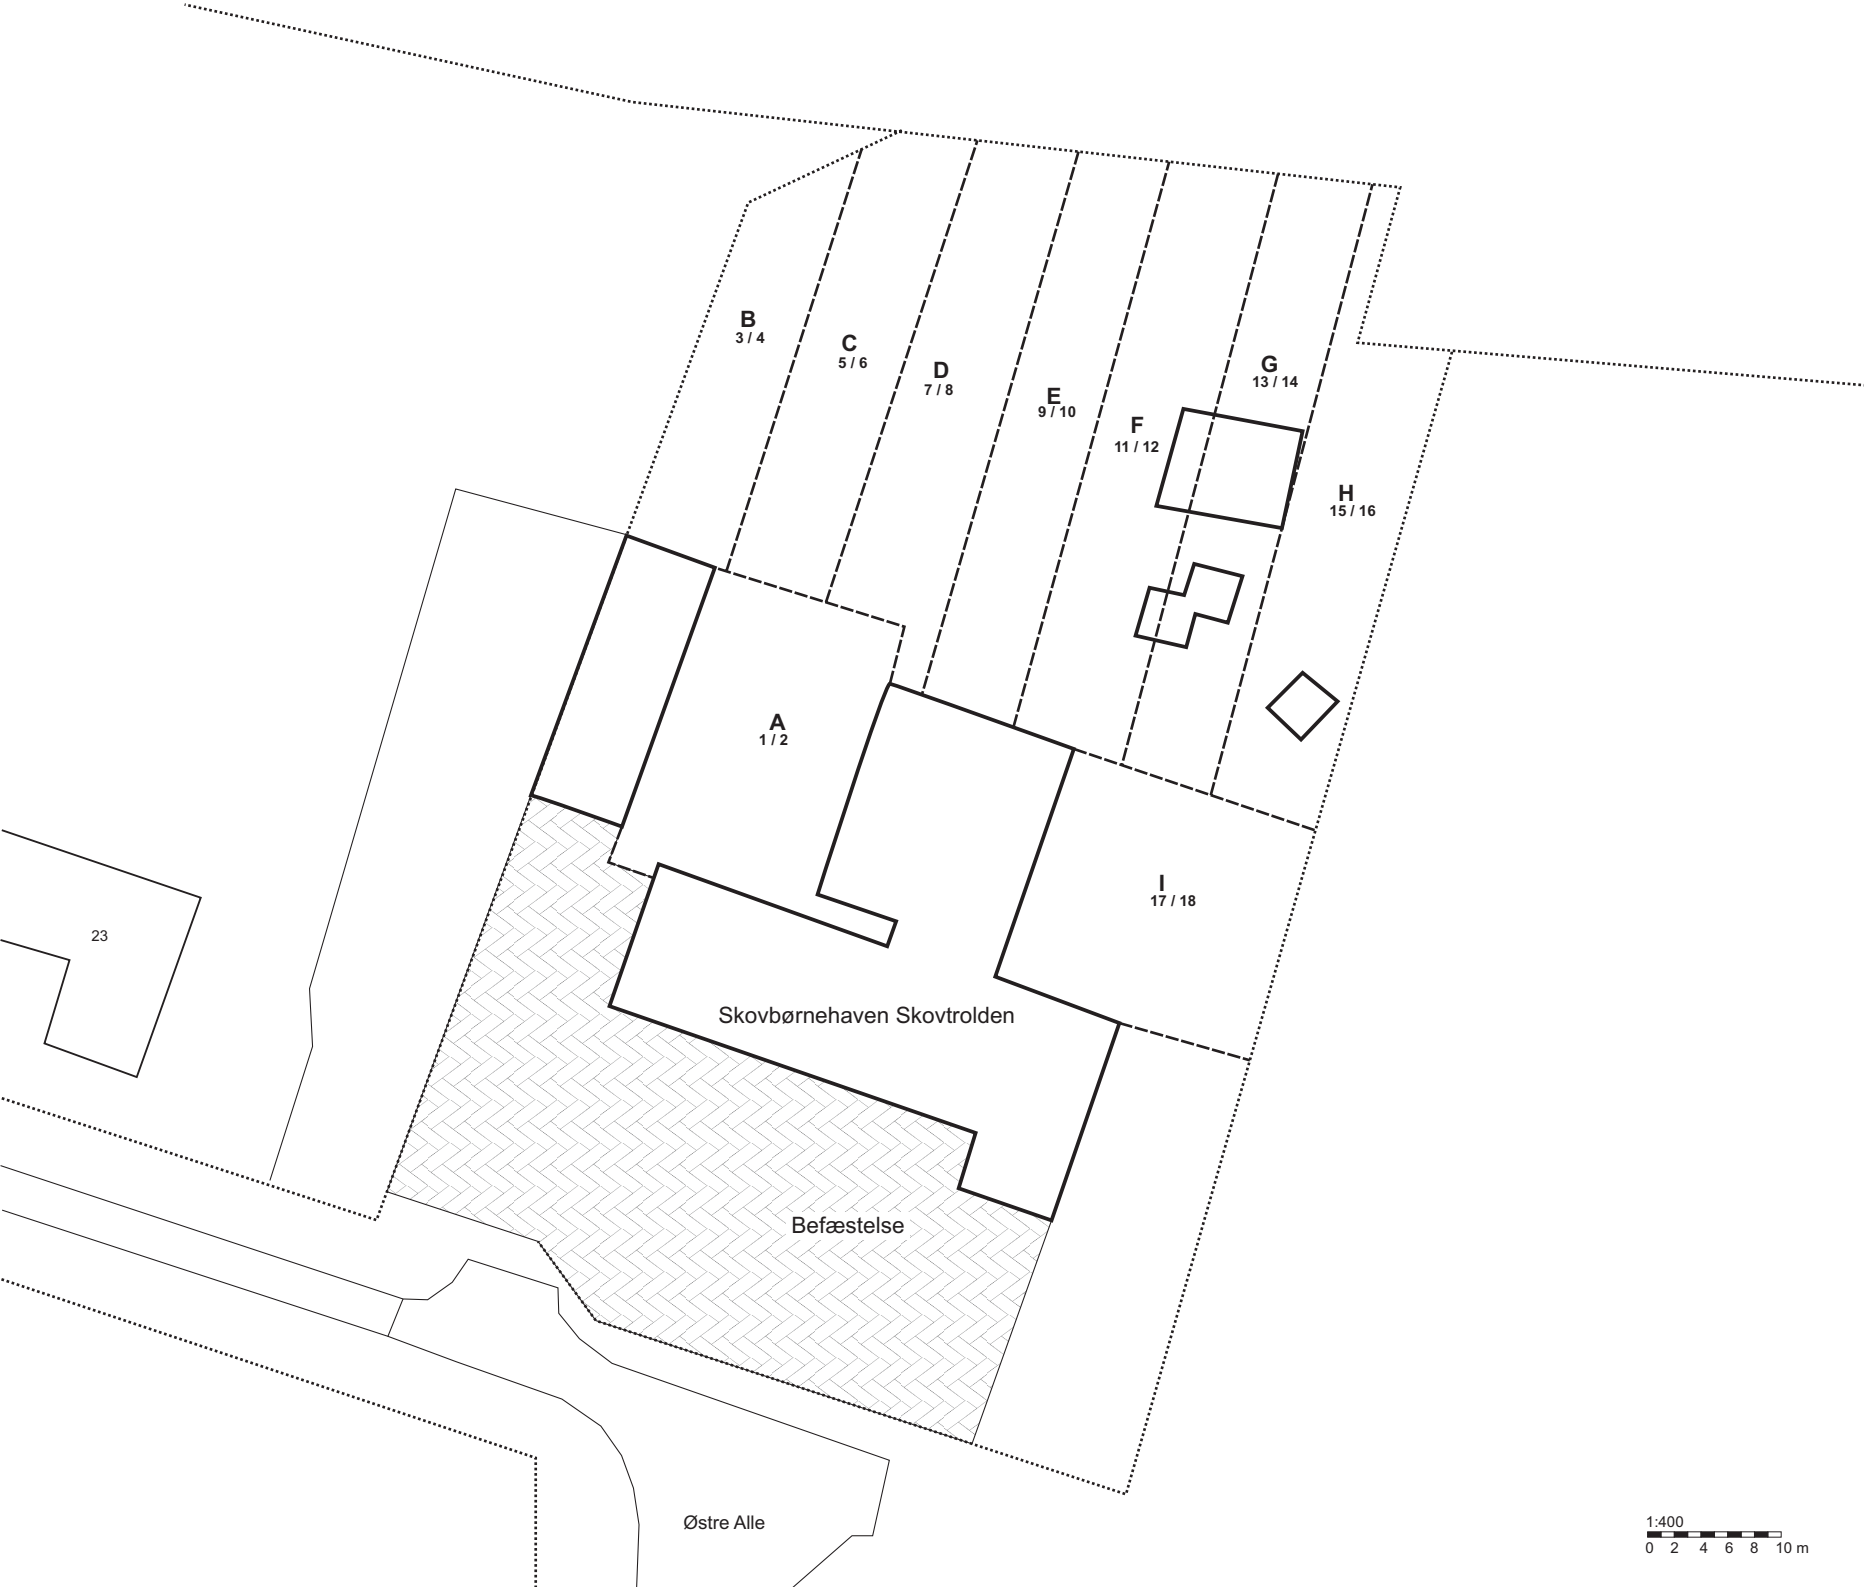 B
3 / 4
C
5 / 6
D
7 / 8
E
9 / 10
F
11 / 12
G
13 / 14
H
15 / 16
A
1 / 2
I
17 / 18
23
Skovbørnehaven Skovtrolden
Befæstelse
Østre Alle
1:400
0 2 4 6 8 10 m